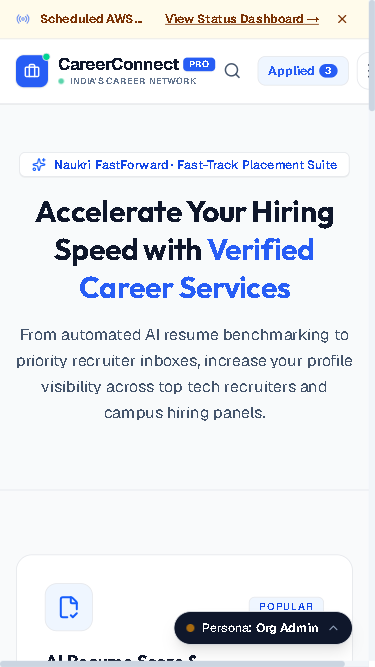 Scheduled AWS... View Status Dashboard → ✕
CareerConnect PRO
INDIA'S CAREER NETWORK
Applied 3
Naukri FastForward · Fast-Track Placement Suite
Accelerate Your Hiring
Speed with Verified
Career Services
From automated AI resume benchmarking to
priority recruiter inboxes, increase your profile
visibility across top tech recruiters and
campus hiring panels.
POPULAR
Persona: Org Admin